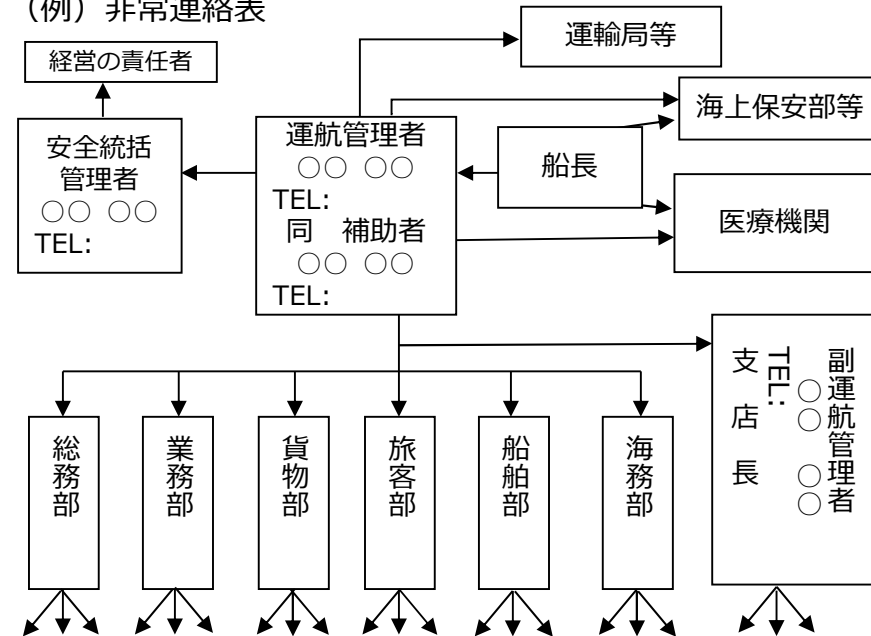 （例）非常連絡表
運輸局等
経営の責任者
海上保安部等
安全統括
管理者
○○ ○○
TEL:
運航管理者
○○ ○○
TEL:
同　補助者
○○ ○○
TEL:
船長
医療機関
副運航管理者
○○ ○○
TEL:
支店長
総務部
業務部
貨物部
旅客部
船舶部
海務部